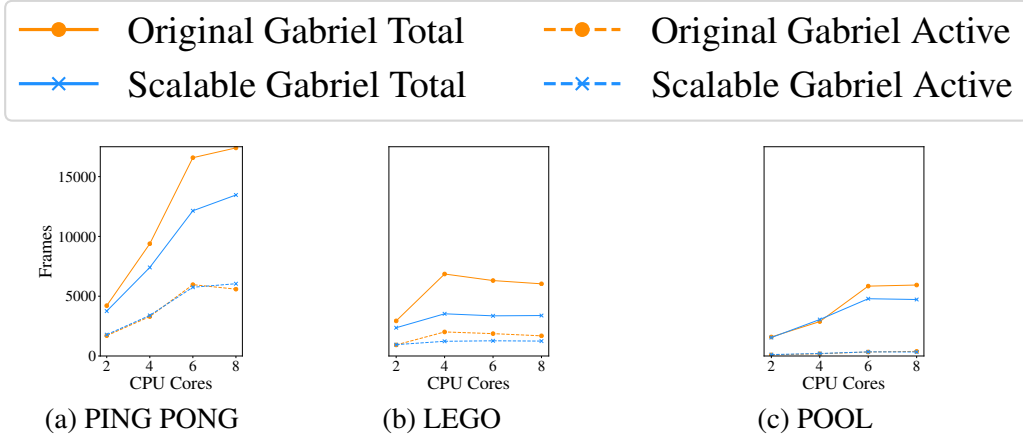 Original Gabriel Total
Original Gabriel Active
Scalable Gabriel Total
Scalable Gabriel Active
Frames
15000
10000
5000
0
2 4 6 8
CPU Cores
(a) PING PONG
2 4 6 8
CPU Cores
(b) LEGO
2 4 6 8
CPU Cores
(c) POOL